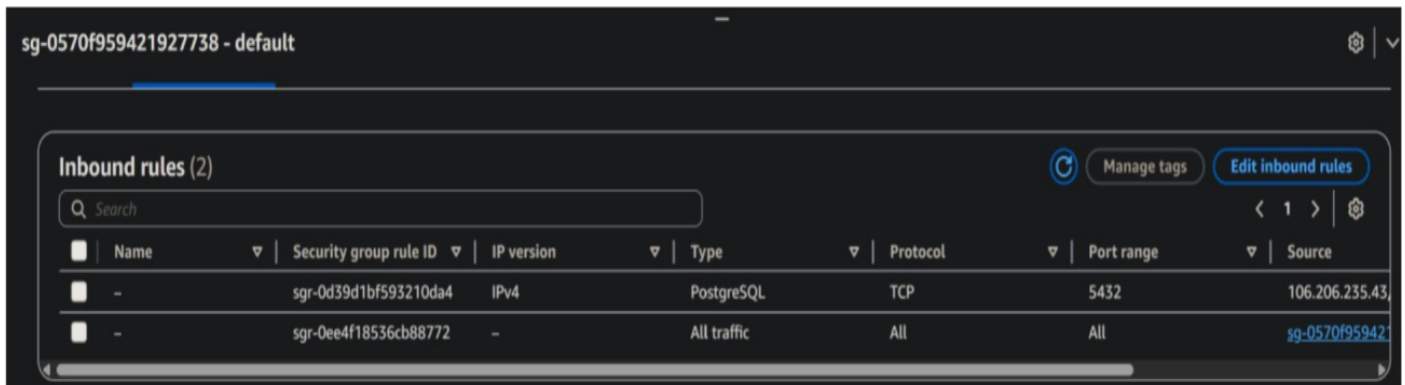 sg-0570f959421927738 - default
Inbound rules (2)
Manage tags
Edit inbound rules
Search
1
Name Security group rule ID IP version Type Protocol Port range Source
- sgr-0d39d1bf593210da4 IPv4 PostgreSQL TCP 5432 106.206.235.43,
- sgr-0ee4f18536cb88772 - All traffic All All sg-0570f95942